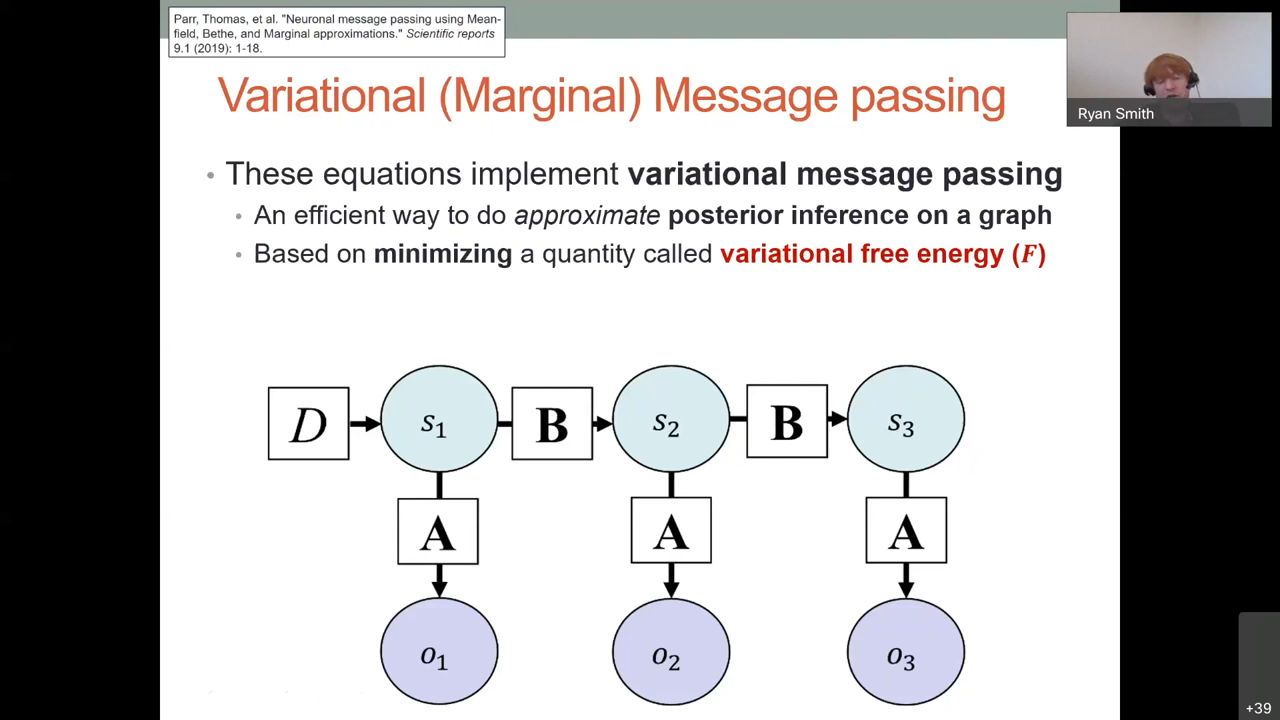 Parr, Thomas, et al. "Neuronal message passing using Mean-
field, Bethe, and Marginal approximations." Scientific reports
9.1 (2019): 1-18.
Ryan Smith
Variational (Marginal) Message passing
• These equations implement variational message passing
• An efficient way to do approximate posterior inference on a graph
• Based on minimizing a quantity called variational free energy (F)
D s₁ B s₂ B s₃
A A A
o₁ o₂ o₃
+39